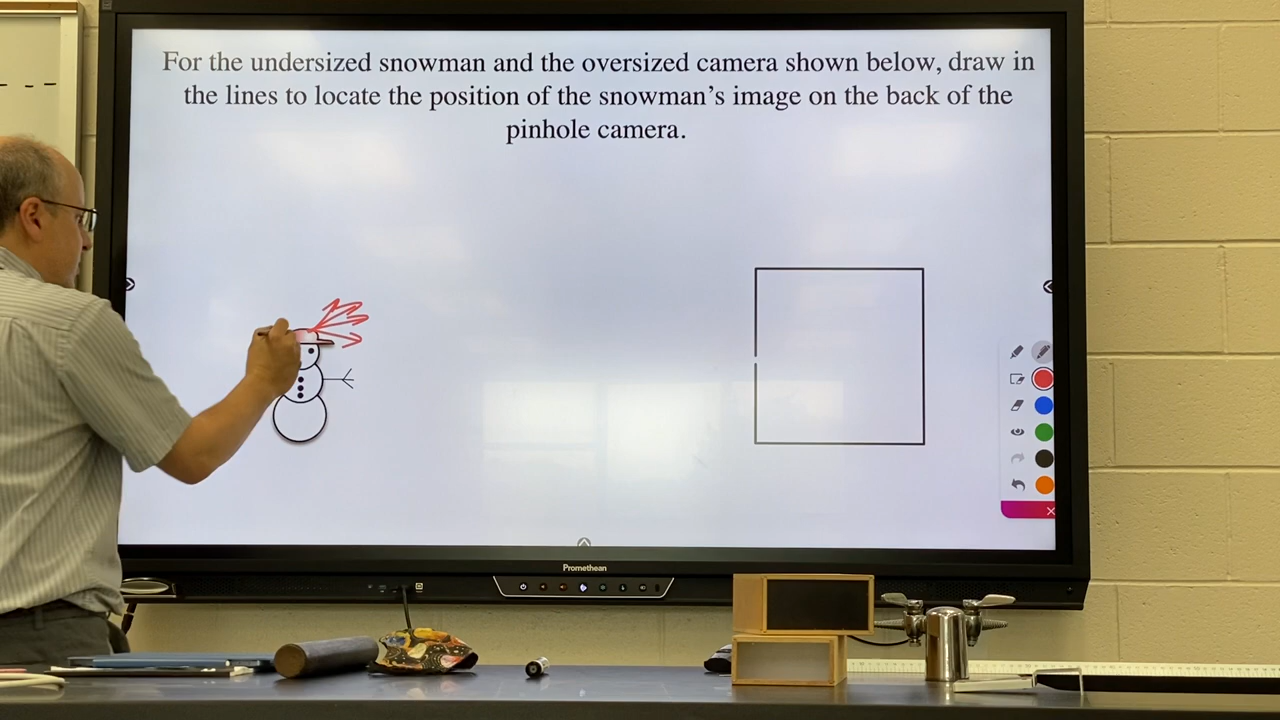 For the undersized snowman and the oversized camera shown below, draw in
the lines to locate the position of the snowman’s image on the back of the
pinhole camera.
Promethean